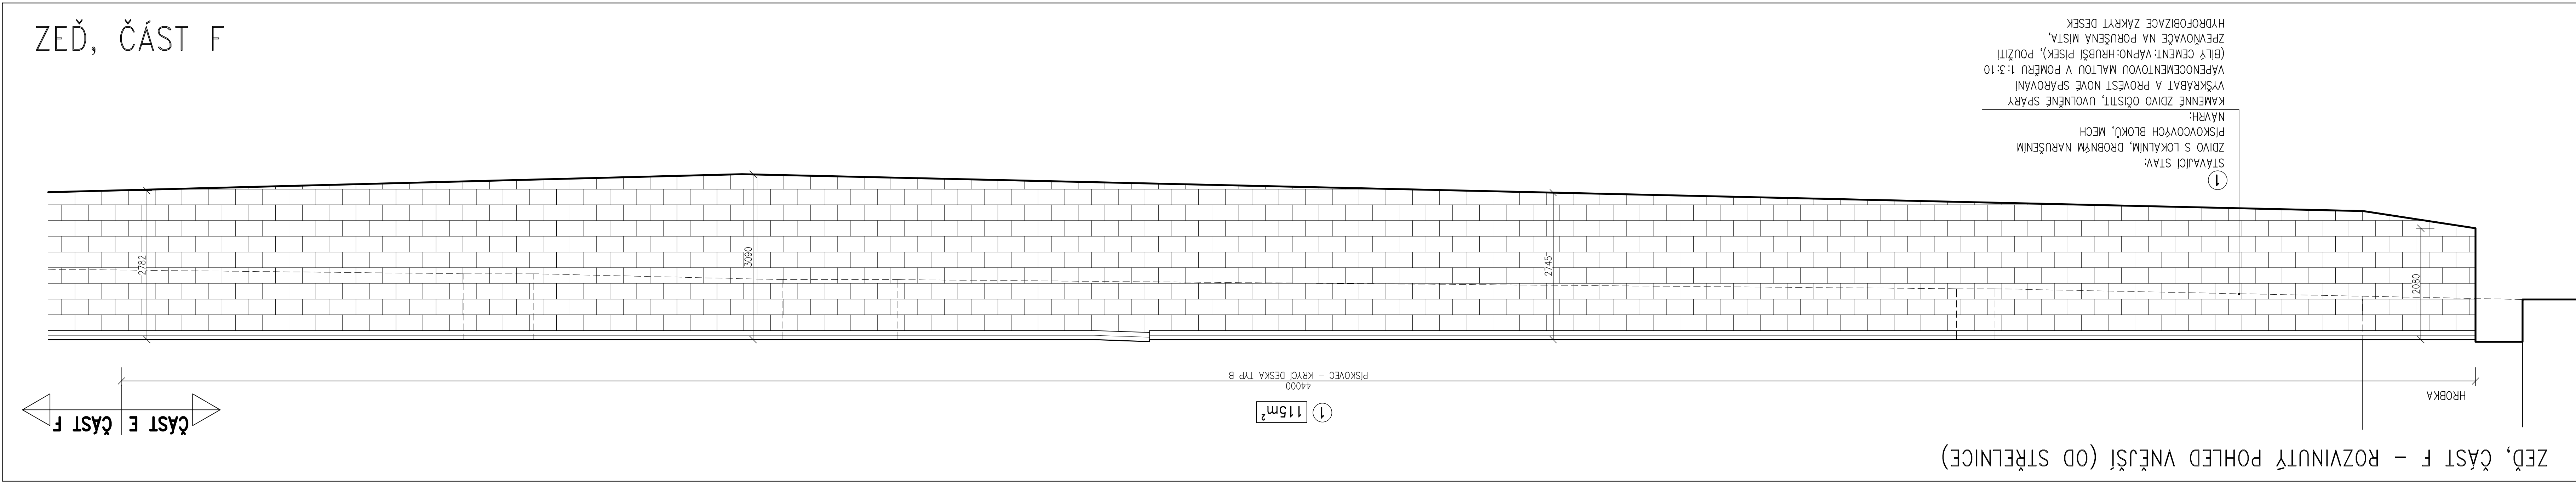 ZEĎ, ČÁST F
ZEĎ, ČÁST F – ROZVINUTÝ POHLED VNĚJŠÍ (OD STŘELNICE)
HROBKA
1 115m²
ČÁST E ČÁST F
44000
PÍSKOVEC – KRYCÍ DESKA TYP B
2080
2745
3090
2782
1
STÁVAJÍCÍ STAV:
ZDIVO S LOKÁLNÍM, DROBNÝM NARUŠENÍM
PÍSKOVCOVÝCH BLOKŮ, MECH
NÁVRH:
KAMENNÉ ZDIVO OČISTIT, UVOLNĚNÉ SPÁRY
VYŠKRÁBAT A PROVÉST NOVÉ SPÁROVÁNÍ
VÁPENOCEMENTOVOU MALTOU V POMĚRU 1:3:10
(BÍLÝ CEMENT:VÁPNO:HRUBŠÍ PÍSEK), POUŽITÍ
ZPEVŇOVAČE NA PORUŠENÁ MÍSTA,
HYDROFOBIZACE ZÁKRYT DESEK